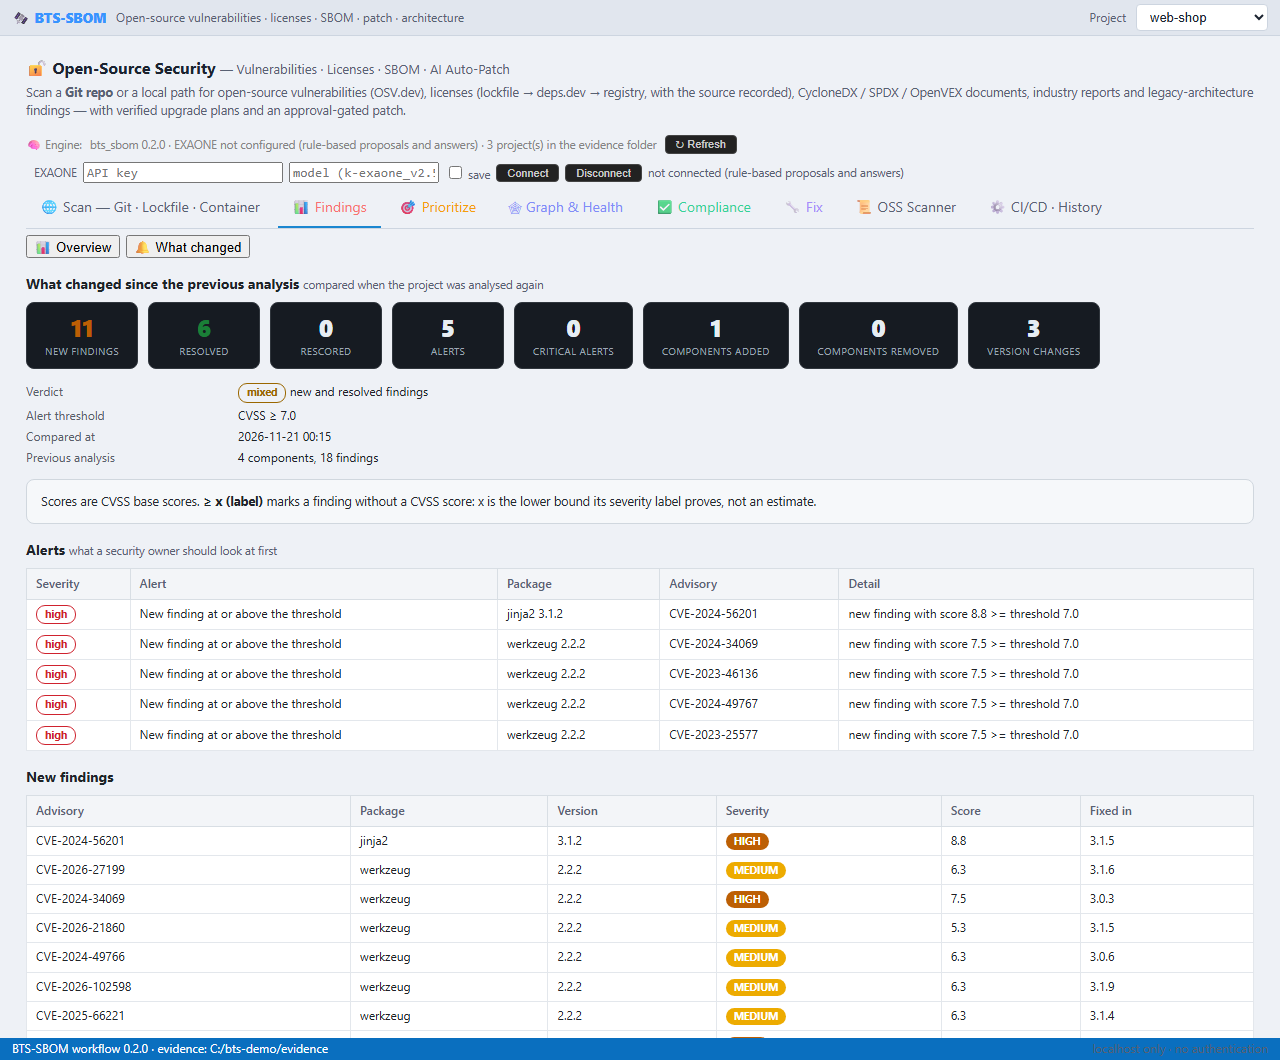 BTS-SBOM Open-source vulnerabilities · licenses · SBOM · patch · architecture Project web-shop
Open-Source Security — Vulnerabilities · Licenses · SBOM · AI Auto-Patch
Scan a Git repo or a local path for open-source vulnerabilities (OSV.dev), licenses (lockfile → deps.dev → registry, with the source recorded), CycloneDX / SPDX / OpenVEX documents, industry reports and legacy-architecture
findings — with verified upgrade plans and an approval-gated patch.
Engine: bts_sbom 0.2.0 · EXAONE not configured (rule-based proposals and answers) · 3 project(s) in the evidence folder ↻ Refresh
EXAONE API key model (k-exaone_v2.5 save Connect Disconnect not connected (rule-based proposals and answers)
Scan — Git · Lockfile · Container Findings Prioritize Graph & Health Compliance Fix OSS Scanner CI/CD · History
Overview What changed
What changed since the previous analysis compared when the project was analysed again
11 6 0 5 0 1 0 3
NEW FINDINGS RESOLVED RESCORED ALERTS CRITICAL ALERTS COMPONENTS ADDED COMPONENTS REMOVED VERSION CHANGES
Verdict mixed new and resolved findings
Alert threshold CVSS ≥ 7.0
Compared at 2026-11-21 00:15
Previous analysis 4 components, 18 findings
Scores are CVSS base scores. ≥ x (label) marks a finding without a CVSS score: x is the lower bound its severity label proves, not an estimate.
Alerts what a security owner should look at first
Severity Alert Package Advisory Detail
high New finding at or above the threshold jinja2 3.1.2 CVE-2024-56201 new finding with score 8.8 >= threshold 7.0
high New finding at or above the threshold werkzeug 2.2.2 CVE-2024-34069 new finding with score 7.5 >= threshold 7.0
high New finding at or above the threshold werkzeug 2.2.2 CVE-2023-46136 new finding with score 7.5 >= threshold 7.0
high New finding at or above the threshold werkzeug 2.2.2 CVE-2024-49767 new finding with score 7.5 >= threshold 7.0
high New finding at or above the threshold werkzeug 2.2.2 CVE-2023-25577 new finding with score 7.5 >= threshold 7.0
New findings
Advisory Package Version Severity Score Fixed in
CVE-2024-56201 jinja2 3.1.2 HIGH 8.8 3.1.5
CVE-2026-27199 werkzeug 2.2.2 MEDIUM 6.3 3.1.6
CVE-2024-34069 werkzeug 2.2.2 HIGH 7.5 3.0.3
CVE-2026-21860 werkzeug 2.2.2 MEDIUM 5.3 3.1.5
CVE-2024-49766 werkzeug 2.2.2 MEDIUM 6.3 3.0.6
CVE-2026-102598 werkzeug 2.2.2 MEDIUM 6.3 3.1.9
CVE-2025-66221 werkzeug 2.2.2 MEDIUM 6.3 3.1.4
BTS-SBOM workflow 0.2.0 · evidence: C:/bts-demo/evidence localhost only · no authentication